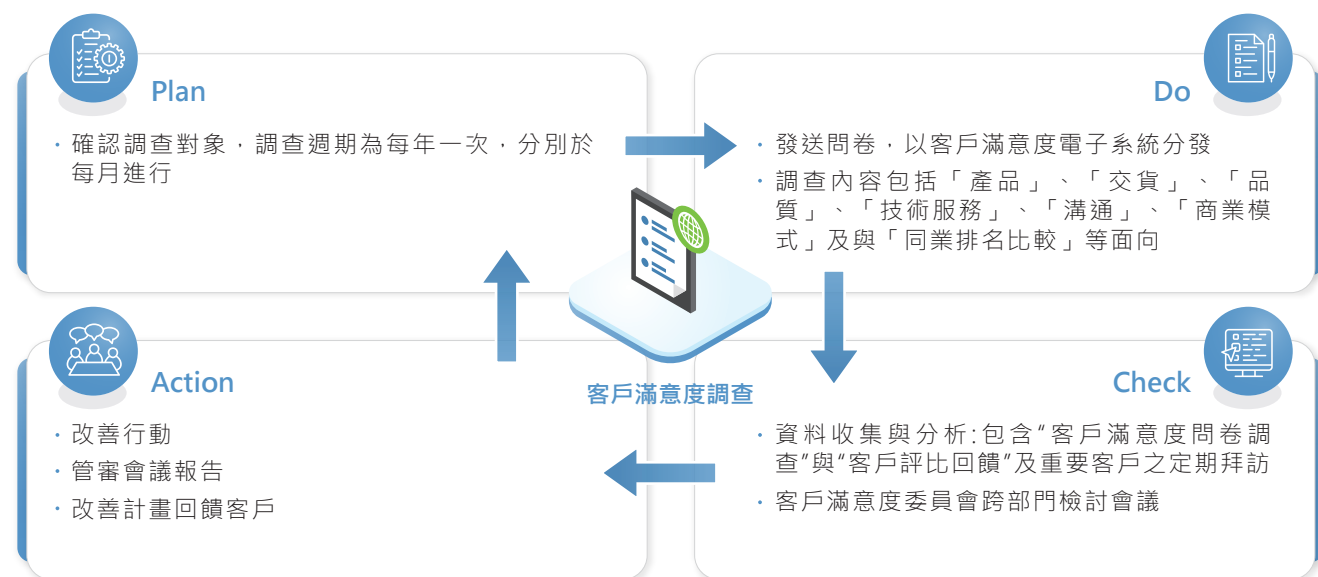 Plan
・確認調查對象，調查週期為每年一次，分別於
每月進行
Do
・發送問卷，以客戶滿意度電子系統分發
・調查內容包括「產品」、「交貨」、「品
質」、「技術服務」、「溝通」、「商業模
式」及與「同業排名比較」等面向
客戶滿意度調查
Action
・改善行動
・管審會議報告
・改善計畫回饋客戶
Check
・資料收集與分析:包含“客戶滿意度問卷調
查”與“客戶評比回饋”及重要客戶之定期拜訪
・客戶滿意度委員會跨部門檢討會議